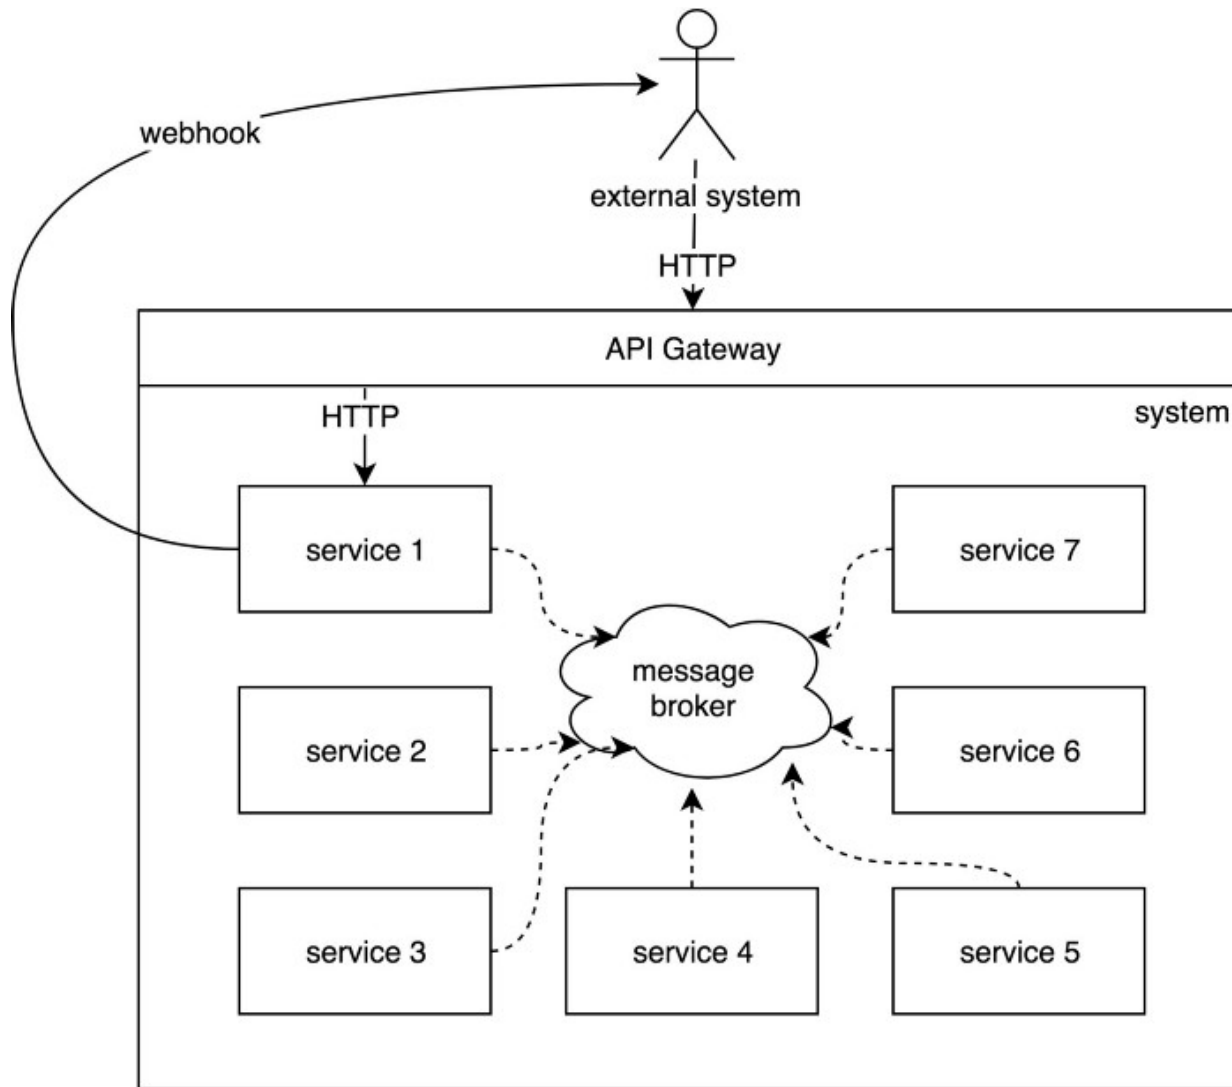 webhook
external system
HTTP
API Gateway
HTTP
system
service 1
service 7
message
broker
service 2
service 6
service 3
service 4
service 5